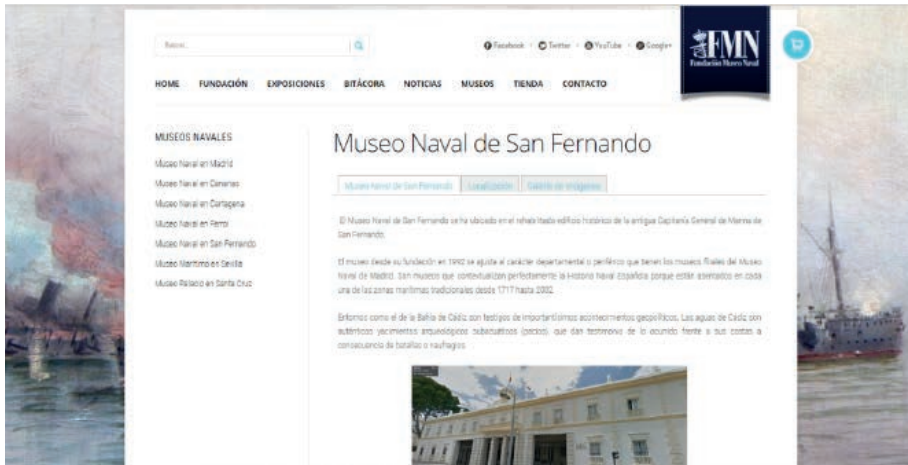 Buscar...
Facebook · Twitter · YouTube · Google+
FMN
Fundación Museo Naval
HOME FUNDACIÓN EXPOSICIONES BITÁCORA NOTICIAS MUSEOS TIENDA CONTACTO
MUSEOS NAVALES
Museo Naval en Madrid
Museo Naval en Canarias
Museo Naval en Cartagena
Museo Naval en Ferrol
Museo Naval en San Fernando
Museo Marítimo en Sevilla
Museo Palacio en Santa Cruz
Museo Naval de San Fernando
Museo Naval de San Fernando Localización Galería de imágenes
El Museo Naval de San Fernando se ha ubicado en el rehabilitado edificio histórico de la antigua Capitanía General de Marina de
San Fernando.
El museo desde su fundación en 1992 se ajusta al carácter departamental o periférico que tienen los museos filiales del Museo
Naval de Madrid. Son museos que contextualizan perfectamente la Historia Naval Española porque están asentados en cada
una de las zonas marítimas tradicionales desde 1717 hasta 2002.
Entornos como el de la Bahía de Cádiz son testigos de importantísimos acontecimientos geopolíticos. Las aguas de Cádiz son
auténticos yacimientos arqueológicos subacuáticos (pecios), que dan testimonio de lo ocurrido frente a sus costas a
consecuencia de batallas o naufragios.